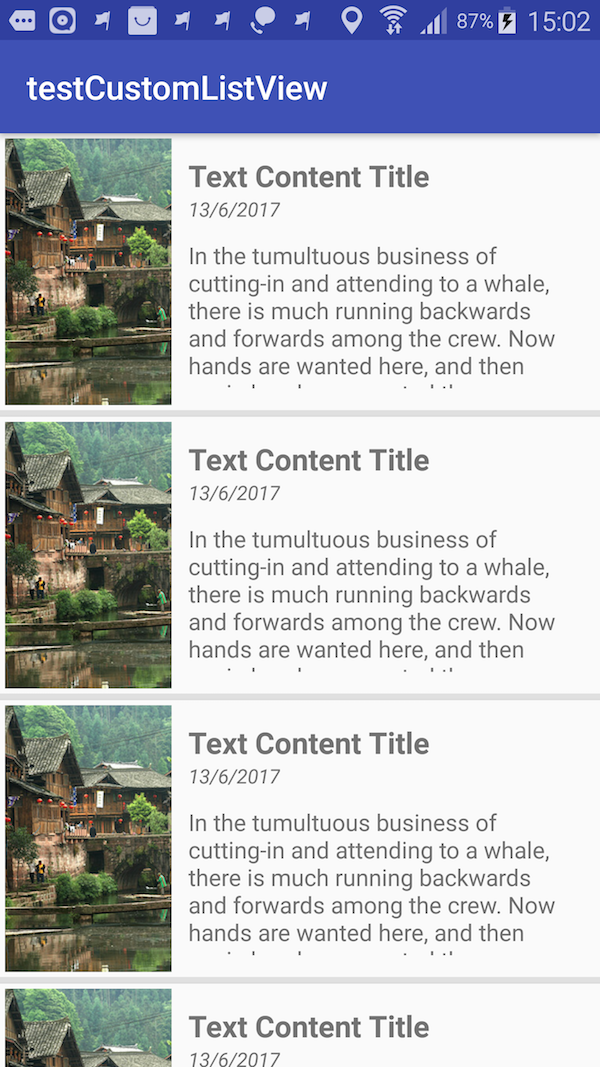 87% 15:02
testCustomListView
Text Content Title
13/6/2017
In the tumultuous business of
cutting-in and attending to a whale,
there is much running backwards
and forwards among the crew. Now
hands are wanted here, and then
Text Content Title
13/6/2017
In the tumultuous business of
cutting-in and attending to a whale,
there is much running backwards
and forwards among the crew. Now
hands are wanted here, and then
Text Content Title
13/6/2017
In the tumultuous business of
cutting-in and attending to a whale,
there is much running backwards
and forwards among the crew. Now
hands are wanted here, and then
Text Content Title
13/6/2017